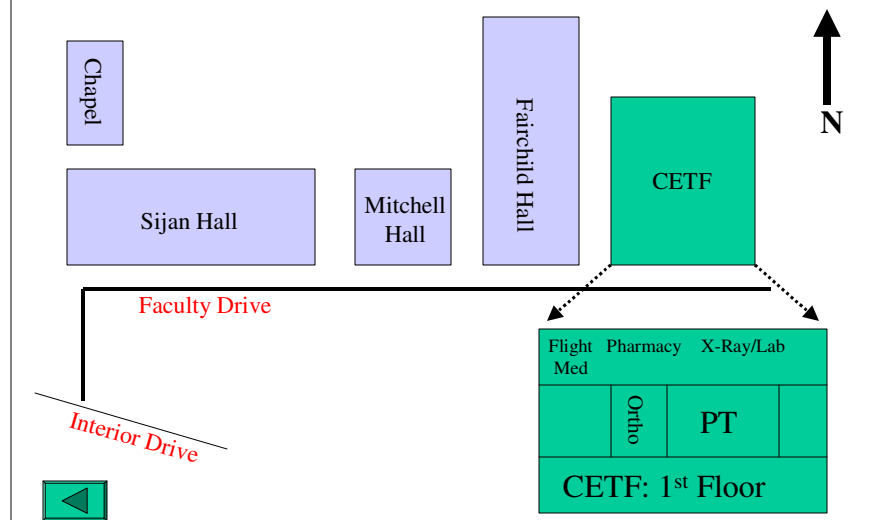 Chapel
Fairchild Hall
N
CETF
Sijan Hall
Mitchell
Hall
Faculty Drive
Flight Pharmacy X-Ray/Lab
Med
Ortho
PT
Interior Drive
CETF: 1st Floor